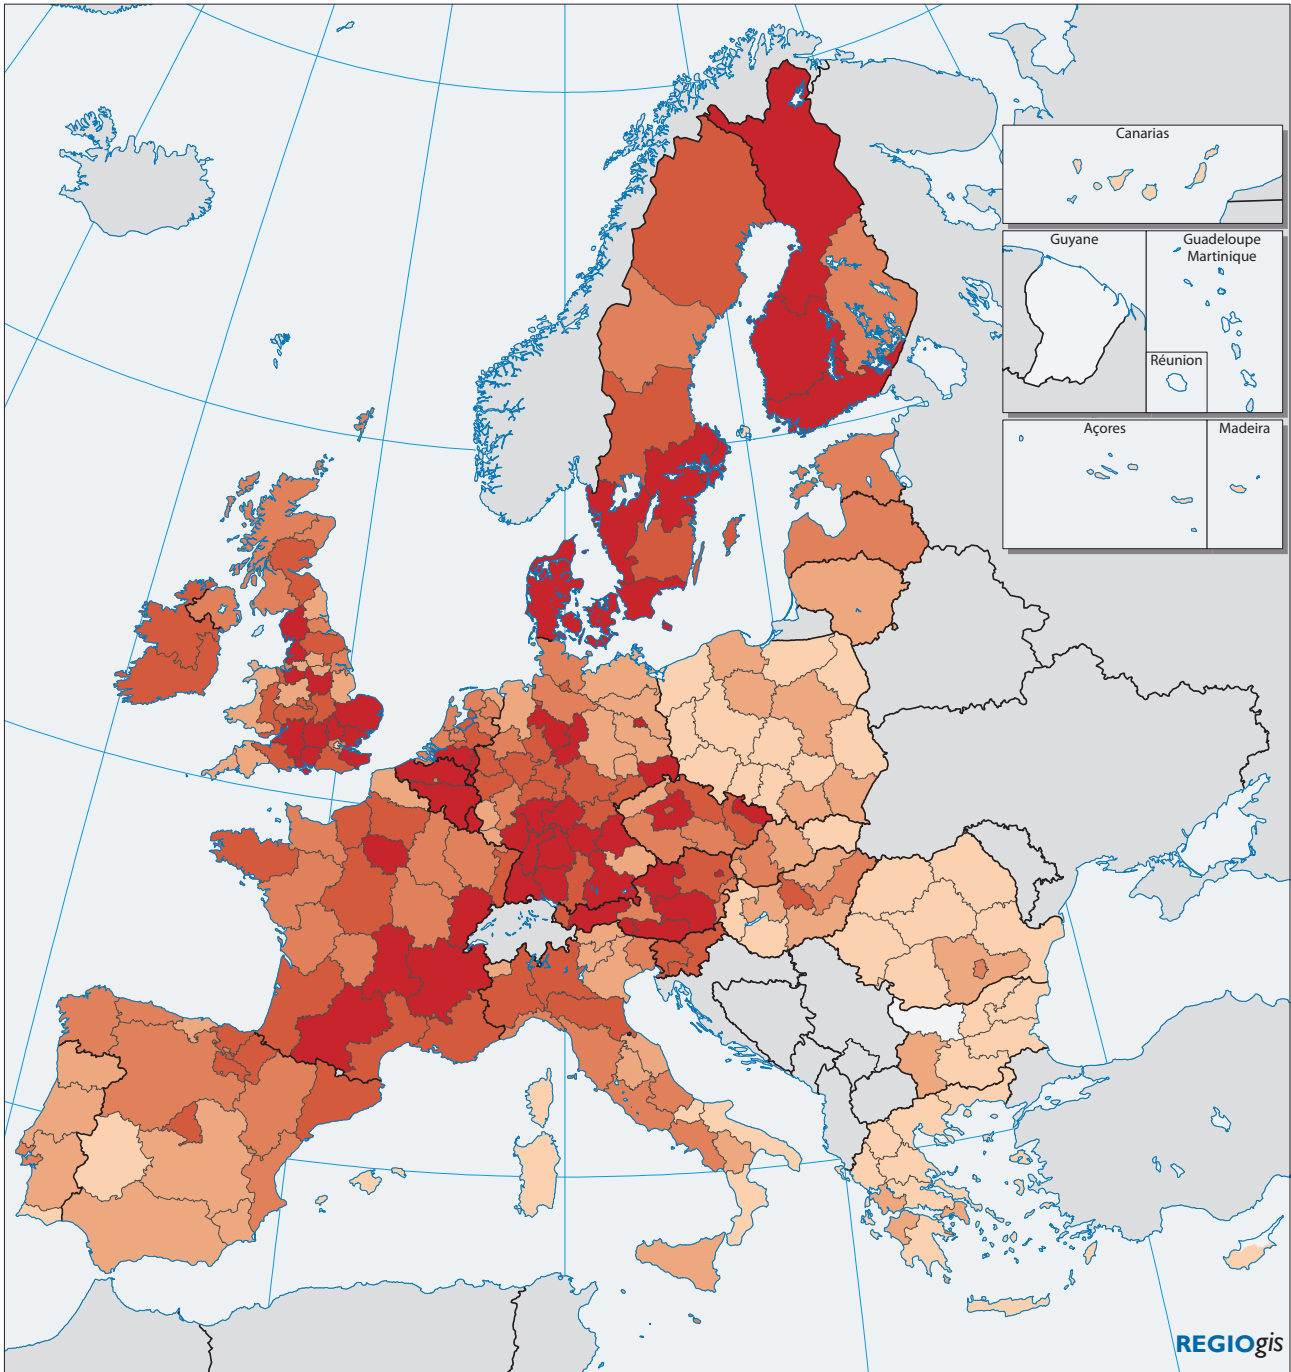 Canarias
Guyane
Guadeloupe
Martinique
Réunion
Açores
Madeira
REGIOgis